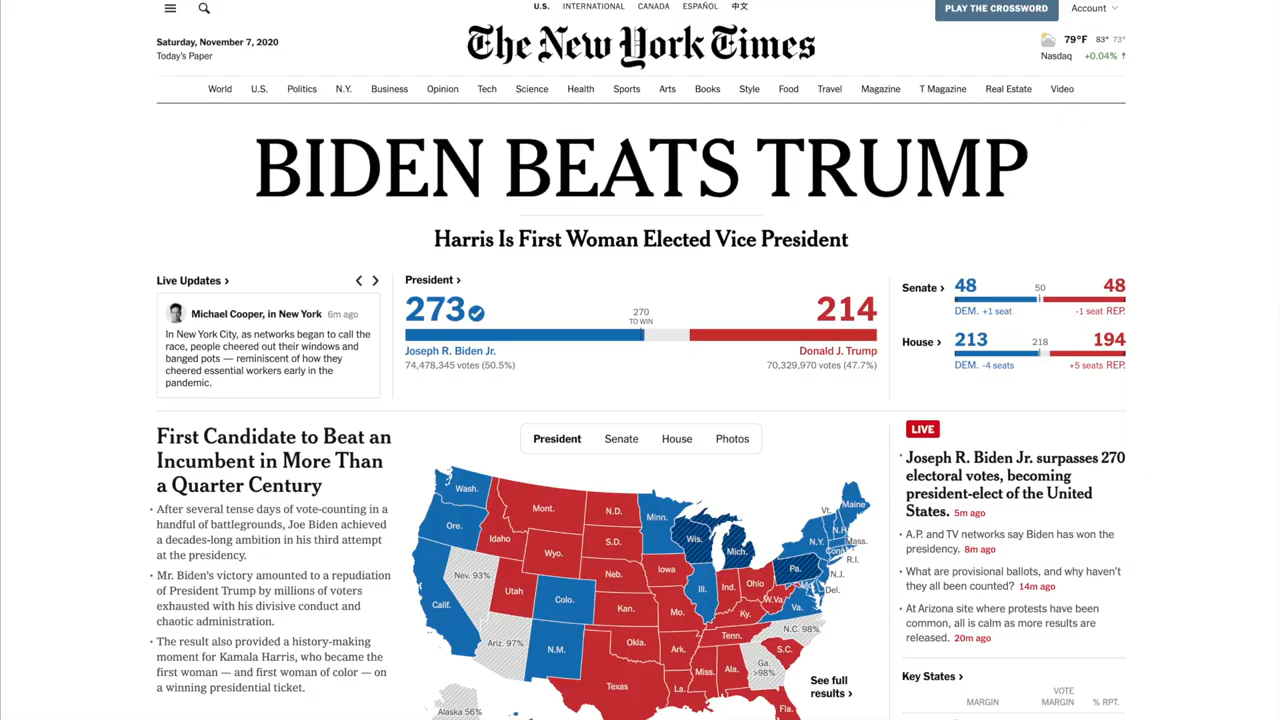 U.S. INTERNATIONAL CANADA ESPAÑOL 中文
PLAY THE CROSSWORD
Account
Saturday, November 7, 2020
Today's Paper
The New York Times
79°F 83° 73°
Nasdaq +0.04% ↑
World U.S. Politics N.Y. Business Opinion Tech Science Health Sports Arts Books Style Food Travel Magazine T Magazine Real Estate Video
BIDEN BEATS TRUMP
Harris Is First Woman Elected Vice President
Live Updates ›
Michael Cooper, in New York 6m ago
In New York City, as networks began to call the
race, people cheered out their windows and
banged pots — reminiscent of how they
cheered essential workers early in the
pandemic.
President ›
273
270
TO WIN
214
Joseph R. Biden Jr.
Donald J. Trump
74,478,345 votes (50.5%)
70,329,970 votes (47.7%)
Senate › 48 50 48
DEM. +1 seat -1 seat REP.
House › 213 218 194
DEM. -4 seats +5 seats REP.
First Candidate to Beat an
Incumbent in More Than
a Quarter Century
• After several tense days of vote-counting in a
handful of battlegrounds, Joe Biden achieved
a decades-long ambition in his third attempt
at the presidency.
• Mr. Biden's victory amounted to a repudiation
of President Trump by millions of voters
exhausted with his divisive conduct and
chaotic administration.
• The result also provided a history-making
moment for Kamala Harris, who became the
first woman — and first woman of color — on
a winning presidential ticket.
President Senate House Photos
Wash.
Mont.
N.D.
Minn.
Vt.
Maine
Ore.
Idaho
S.D.
Wis.
Mich.
N.Y.
N.H.
Mass.
Conn.
R.I.
Wyo.
Nev. 93%
Neb.
Iowa
Pa.
N.J.
Utah
Colo.
Ill.
Ind.
Ohio
Md.
Del.
Calif.
Kan.
Mo.
W.Va.
Ky.
Va.
Ariz. 97%
N.M.
Okla.
Ark.
Tenn.
N.C. 98%
S.C.
Texas
La.
Miss.
Ala.
Ga.
>98%
Fla.
Alaska 56%
See full
results ›
LIVE
• Joseph R. Biden Jr. surpasses 270
electoral votes, becoming
president-elect of the United
States. 5m ago
• A.P. and TV networks say Biden has won the
presidency. 8m ago
• What are provisional ballots, and why haven't
they all been counted? 14m ago
• At Arizona site where protests have been
common, all is calm as more results are
released. 20m ago
Key States ›
MARGIN
VOTE
MARGIN
% RPT.